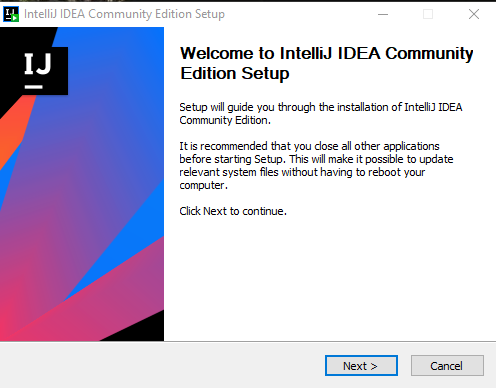 IntelliJ IDEA Community Edition Setup
IJ
Welcome to IntelliJ IDEA Community
Edition Setup
Setup will guide you through the installation of IntelliJ IDEA
Community Edition.
It is recommended that you close all other applications
before starting Setup. This will make it possible to update
relevant system files without having to reboot your
computer.
Click Next to continue.
Next >
Cancel